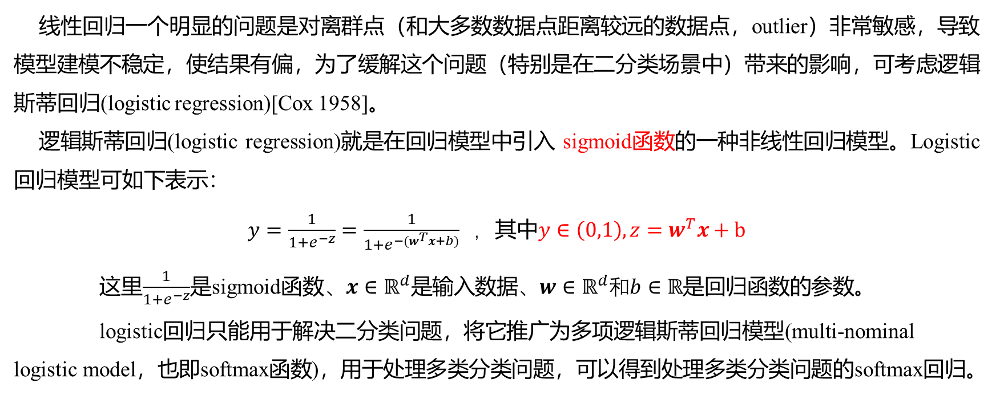 线性回归一个明显的问题是对离群点（和大多数数据点距离较远的数据点，outlier）非常敏感，导致
模型建模不稳定，使结果有偏，为了缓解这个问题（特别是在二分类场景中）带来的影响，可考虑逻辑
斯蒂回归(logistic regression)[Cox 1958]。
逻辑斯蒂回归(logistic regression)就是在回归模型中引入 sigmoid函数的一种非线性回归模型。Logistic
回归模型可如下表示：
$y = \frac{1}{1+e^{-z}} = \frac{1}{1+e^{-(\boldsymbol{w}^T\boldsymbol{x}+b)}}$ ，其中$y \in (0,1), z = \boldsymbol{w}^T\boldsymbol{x} + \mathrm{b}$
这里$\frac{1}{1+e^{-z}}$是sigmoid函数、$\boldsymbol{x} \in \mathbb{R}^d$是输入数据、$\boldsymbol{w} \in \mathbb{R}^d$和$b \in \mathbb{R}$是回归函数的参数。
logistic回归只能用于解决二分类问题，将它推广为多项逻辑斯蒂回归模型(multi-nominal
logistic model，也即softmax函数)，用于处理多类分类问题，可以得到处理多类分类问题的softmax回归。